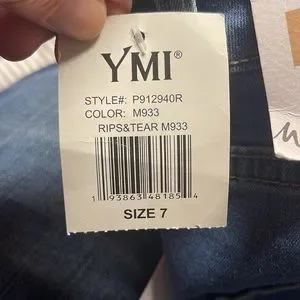 YMI®
STYLE#: P912940R
COLOR: M933
RIPS&TEAR M933
1 93863 48185 4
SIZE 7